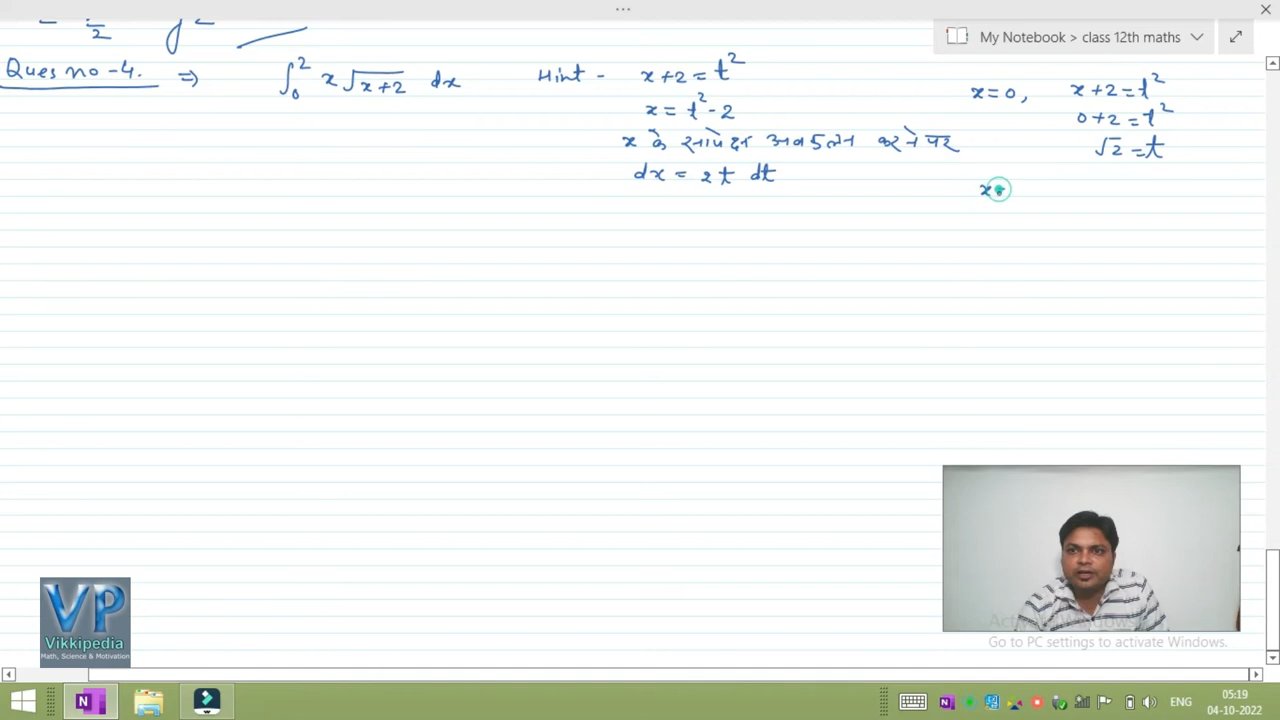 My Notebook > class 12th maths
Ques no -4. ⇒ ∫₀² x √x+2 dx
Hint - x+2 = t²
x = t² - 2
x के सापेक्ष अवकलन करने पर
dx = 2t dt
x=0, x+2=t²
0+2=t²
√2=t
x
VP
Vikkipedia
Math, Science & Motivation
Activate Windows
Go to PC settings to activate Windows.
ENG
05:19
04-10-2022